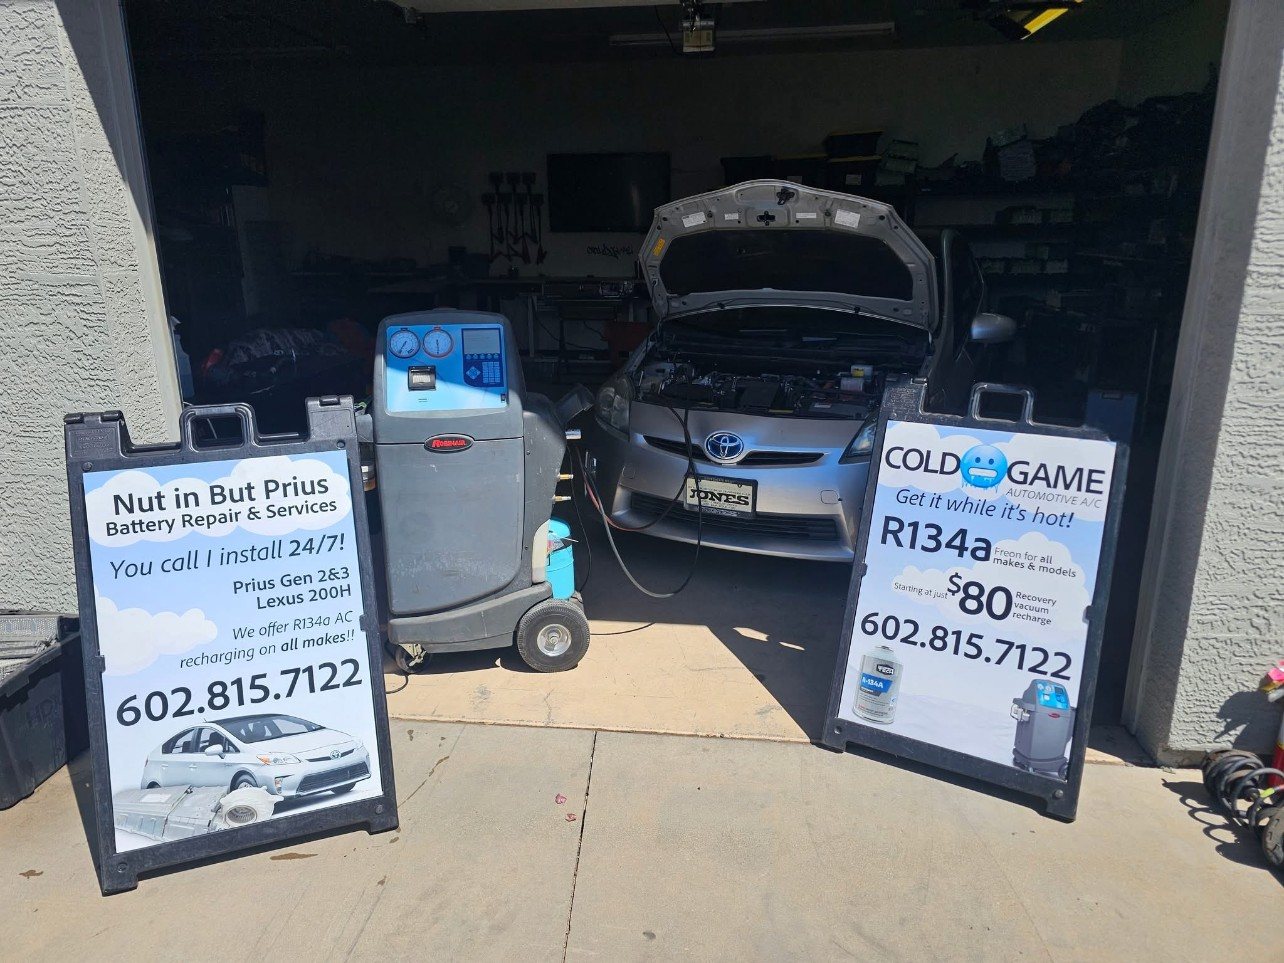 Nut in But Prius
Battery Repair & Services
You call I install 24/7!
Prius Gen 2&3
Lexus 200H
We offer R134a AC
recharging on all makes!!
602.815.7122
ROBINAIR
JONES
COLD GAME
AUTOMOTIVE A/C
Get it while it's hot!
R134a Freon for all
makes & models
Starting at just $80 Recovery
vacuum
recharge
602.815.7122
R-134A